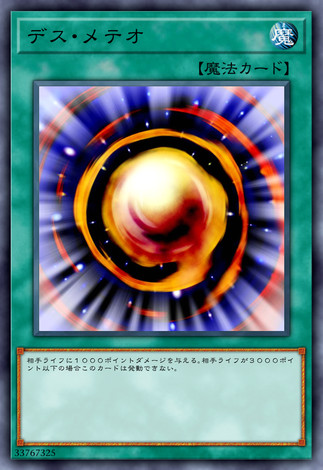 デス・メテオ
魔
【魔法カード】
相手ライフに1000ポイントダメージを与える。相手ライフが3000ポイ
ント以下の場合このカードは発動できない。
33767325